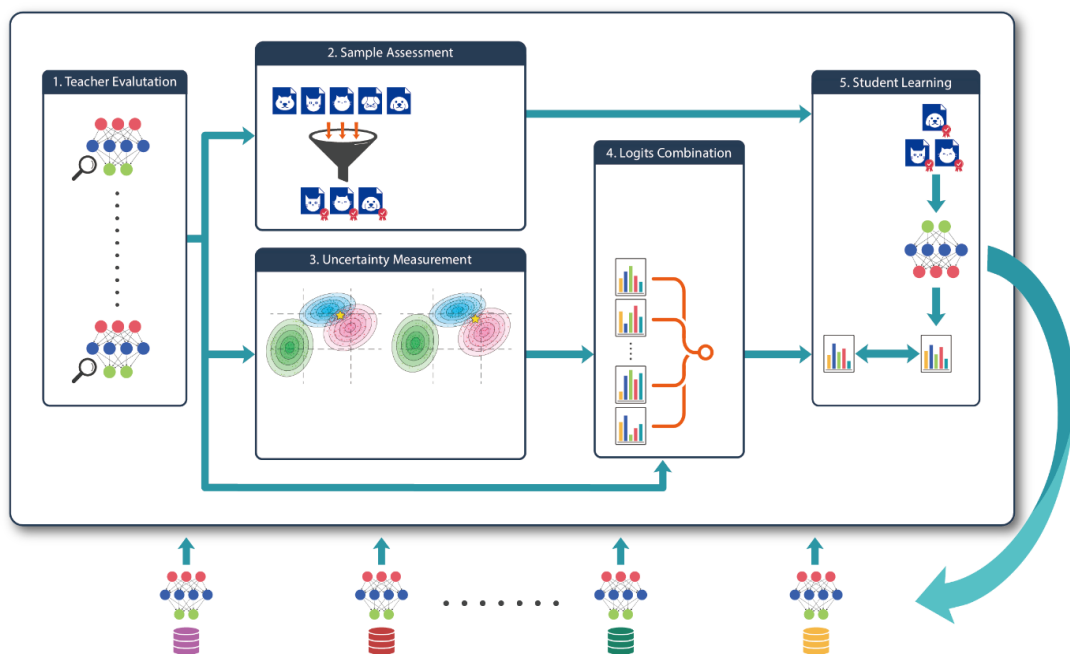 1. Teacher Evalutation
2. Sample Assessment
3. Uncertainty Measurement
4. Logits Combination
5. Student Learning